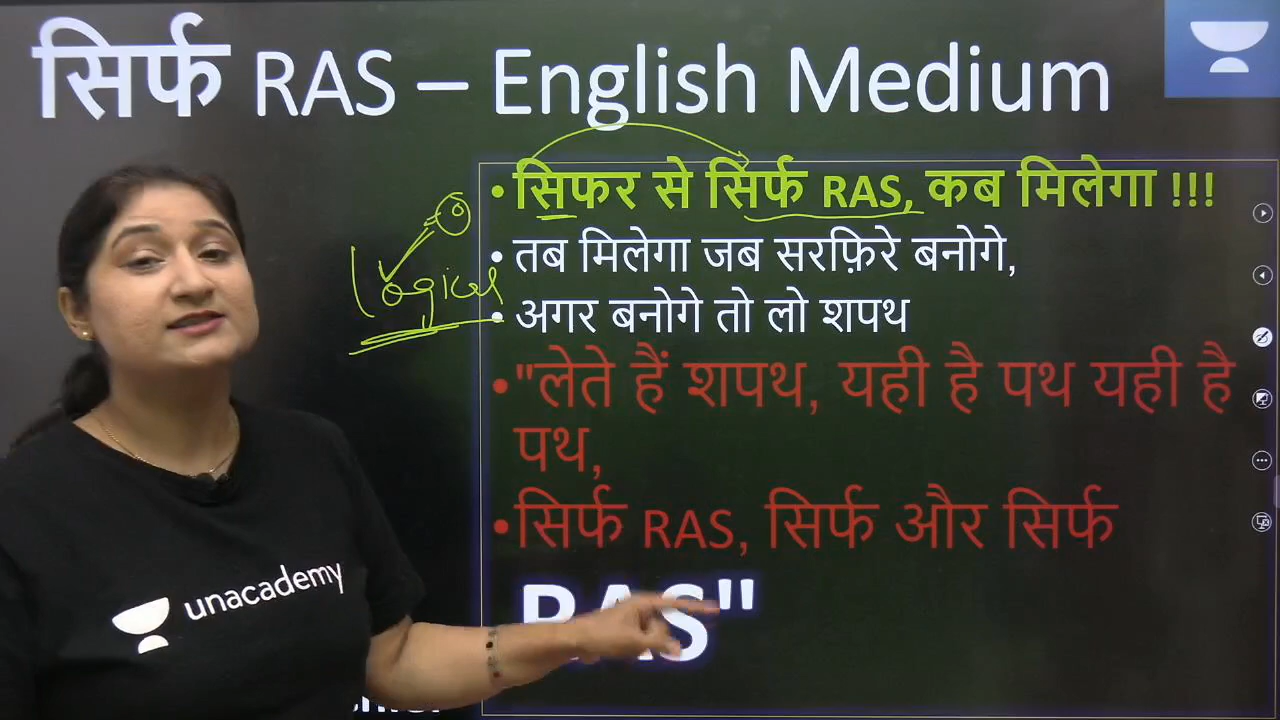 सिर्फ RAS – English Medium
• सिफर से सिर्फ RAS, कब मिलेगा !!!
• तब मिलेगा जब सरफ़िरे बनोगे,
Logical
• अगर बनोगे तो लो शपथ
• "लेते हैं शपथ, यही है पथ यही है
पथ,
• सिर्फ RAS, सिर्फ और सिर्फ
RAS"
unacademy